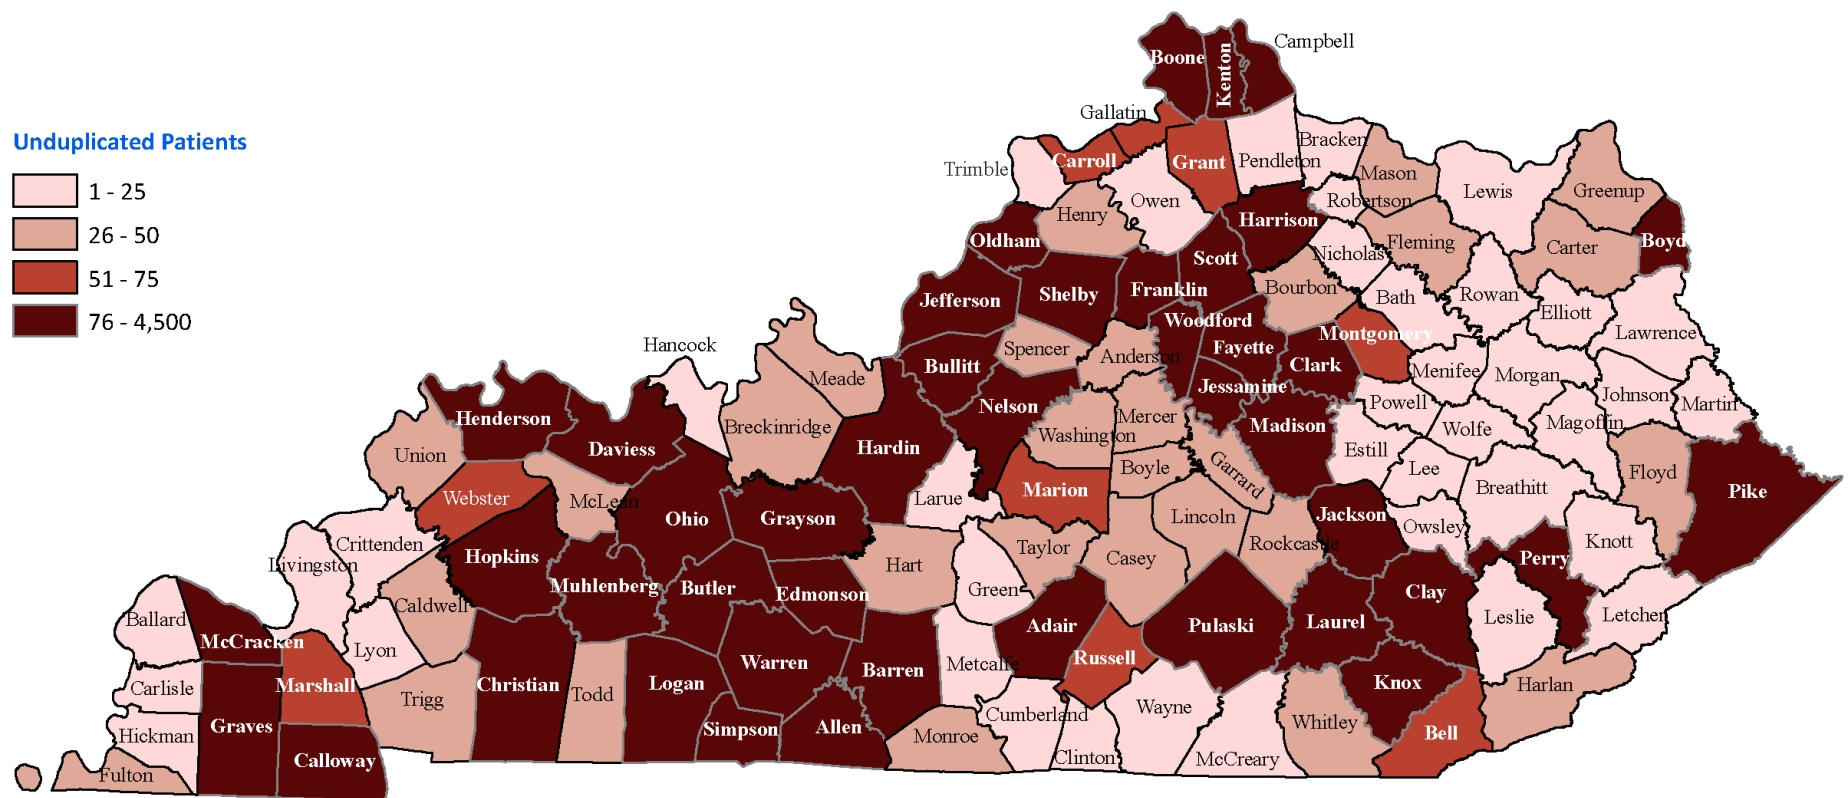 Unduplicated Patients
1 - 25
26 - 50
51 - 75
76 - 4,500
Boone
Kenton
Campbell
Gallatin
Carroll
Grant
Pendleton
Bracken
Trimble
Mason
Lewis
Greenup
Henry
Owen
Harrison
Robertson
Oldham
Scott
Nicholas
Fleming
Carter
Boyd
Jefferson
Shelby
Franklin
Bourbon
Bath
Rowan
Elliott
Lawrence
Woodford
Montgomery
Hancock
Spencer
Anderson
Fayette
Clark
Meade
Bullitt
Jessamine
Menifee
Morgan
Johnson
Martin
Henderson
Daviess
Breckinridge
Nelson
Mercer
Washington
Madison
Powell
Wolfe
Magoffin
Union
Hardin
Boyle
Garrard
Estill
Lee
Floyd
Webster
McLean
Larue
Marion
Breathitt
Pike
Ohio
Grayson
Lincoln
Jackson
Owsley
Crittenden
Hopkins
Taylor
Casey
Rockcastle
Perry
Knott
Livingston
Muhlenberg
Butler
Edmonson
Hart
Green
Clay
Ballard
Caldwell
Adair
Pulaski
Laurel
Leslie
Letcher
McCracken
Lyon
Warren
Barren
Metcalfe
Russell
Carlisle
Marshall
Trigg
Christian
Todd
Logan
Knox
Harlan
Hickman
Graves
Simpson
Allen
Monroe
Cumberland
Wayne
Whitley
Bell
Fulton
Calloway
Clinton
McCreary